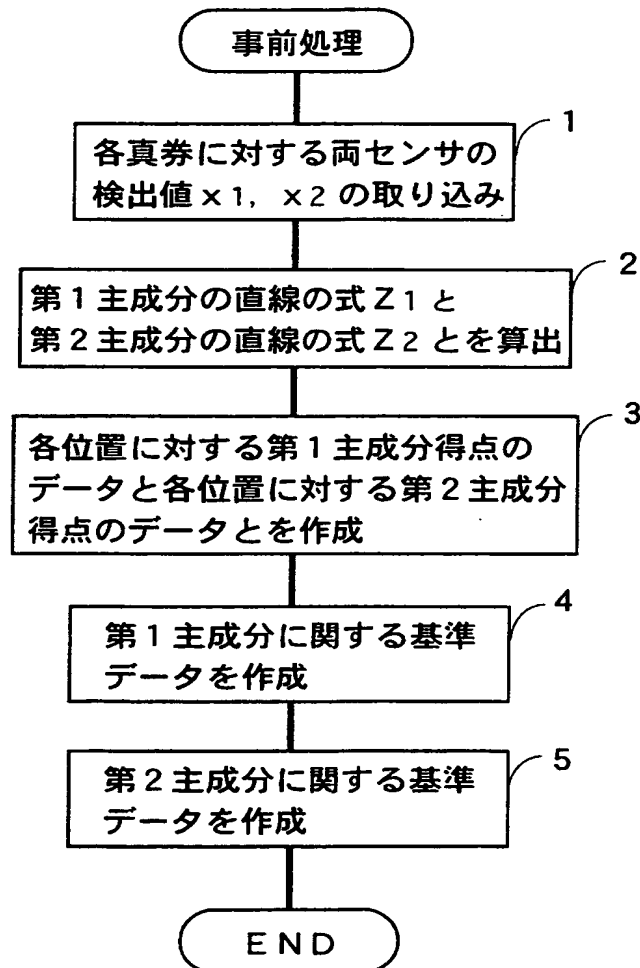 事前処理
1
各真券に対する両センサの
検出値x1, x2の取り込み
2
第1主成分の直線の式Z1と
第2主成分の直線の式Z2とを算出
3
各位置に対する第1主成分得点の
データと各位置に対する第2主成分
得点のデータとを作成
4
第1主成分に関する基準
データを作成
5
第2主成分に関する基準
データを作成
END